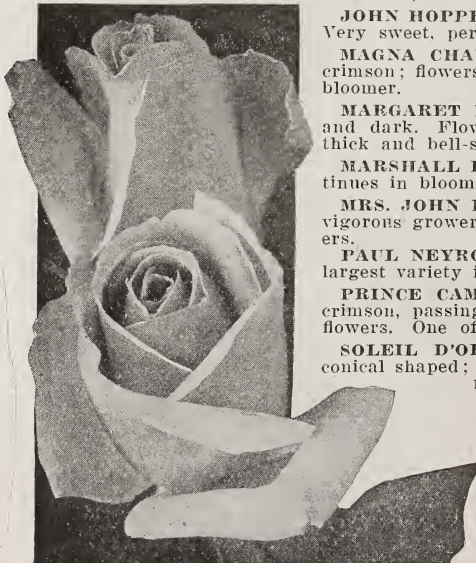 JOHN HOPPE
Very sweet, per
MAGNA CHA
crimson; flowers
bloomer.
MARGARET
and dark. Flow
thick and bell-s
MARSHALL
tinues in bloom
MRS. JOHN
vigorous grower
ers.
PAUL NEYRO
largest variety i
PRINCE CAM
crimson, passing
flowers. One of
SOLEIL D'OR
conical shaped;